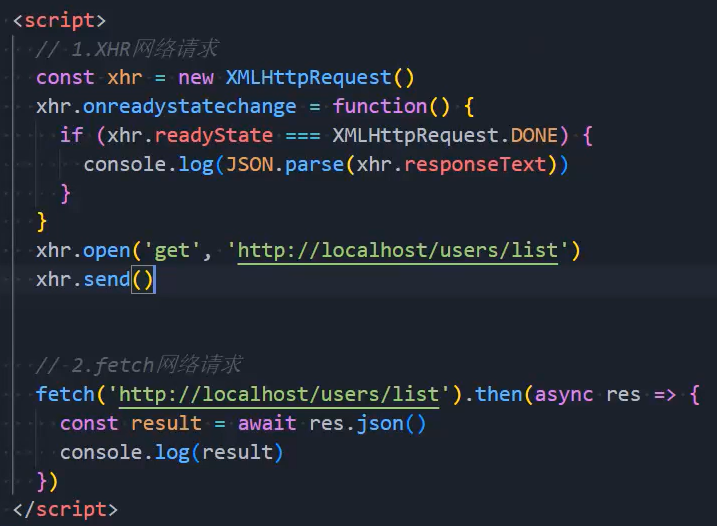 <script>
// 1.XHR网络请求
const xhr = new XMLHttpRequest()
xhr.onreadystatechange = function() {
if (xhr.readyState === XMLHttpRequest.DONE) {
console.log(JSON.parse(xhr.responseText))
}
}
xhr.open('get', 'http://localhost/users/list')
xhr.send()
// 2.fetch网络请求
fetch('http://localhost/users/list').then(async res => {
const result = await res.json()
console.log(result)
})
</script>